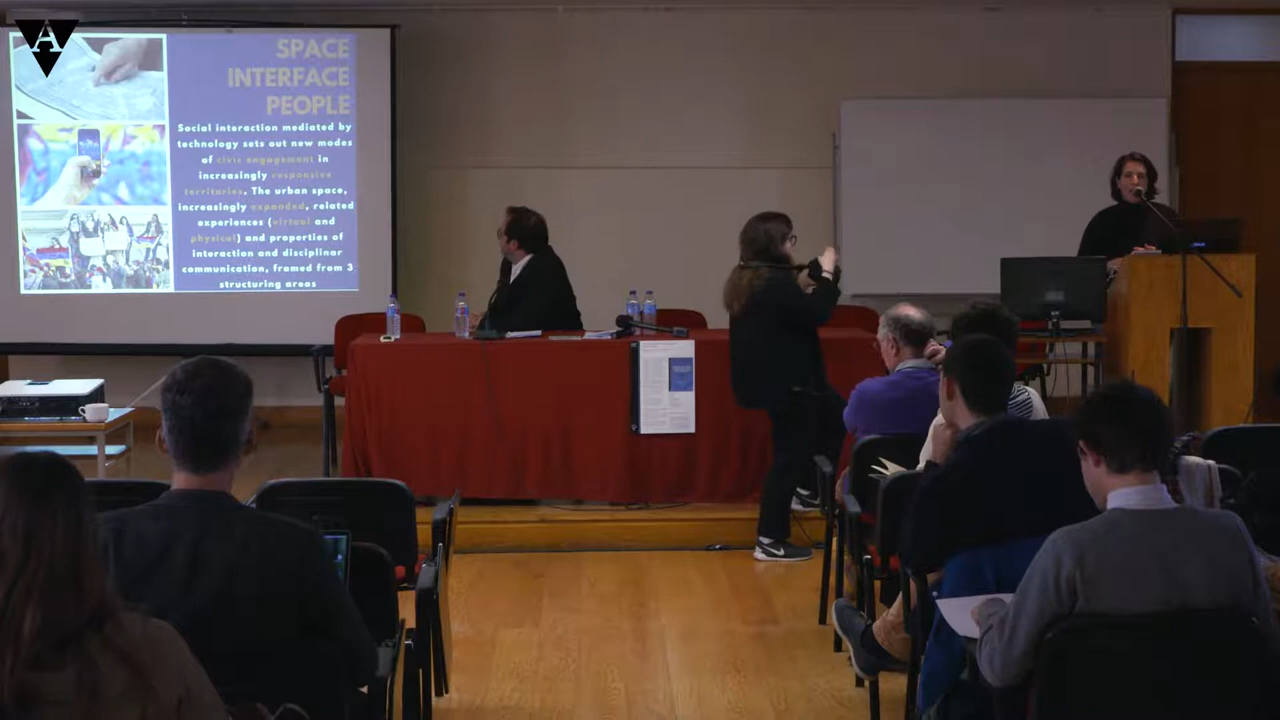 A
SPACE
INTERFACE
PEOPLE
Social interaction mediated by
technology sets out new modes
of civic engagement in
increasingly responsive
territories. The urban space,
increasingly expanded, related
experiences (virtual and
physical) and properties of
interaction and disciplinar
communication, framed from 3
structuring areas